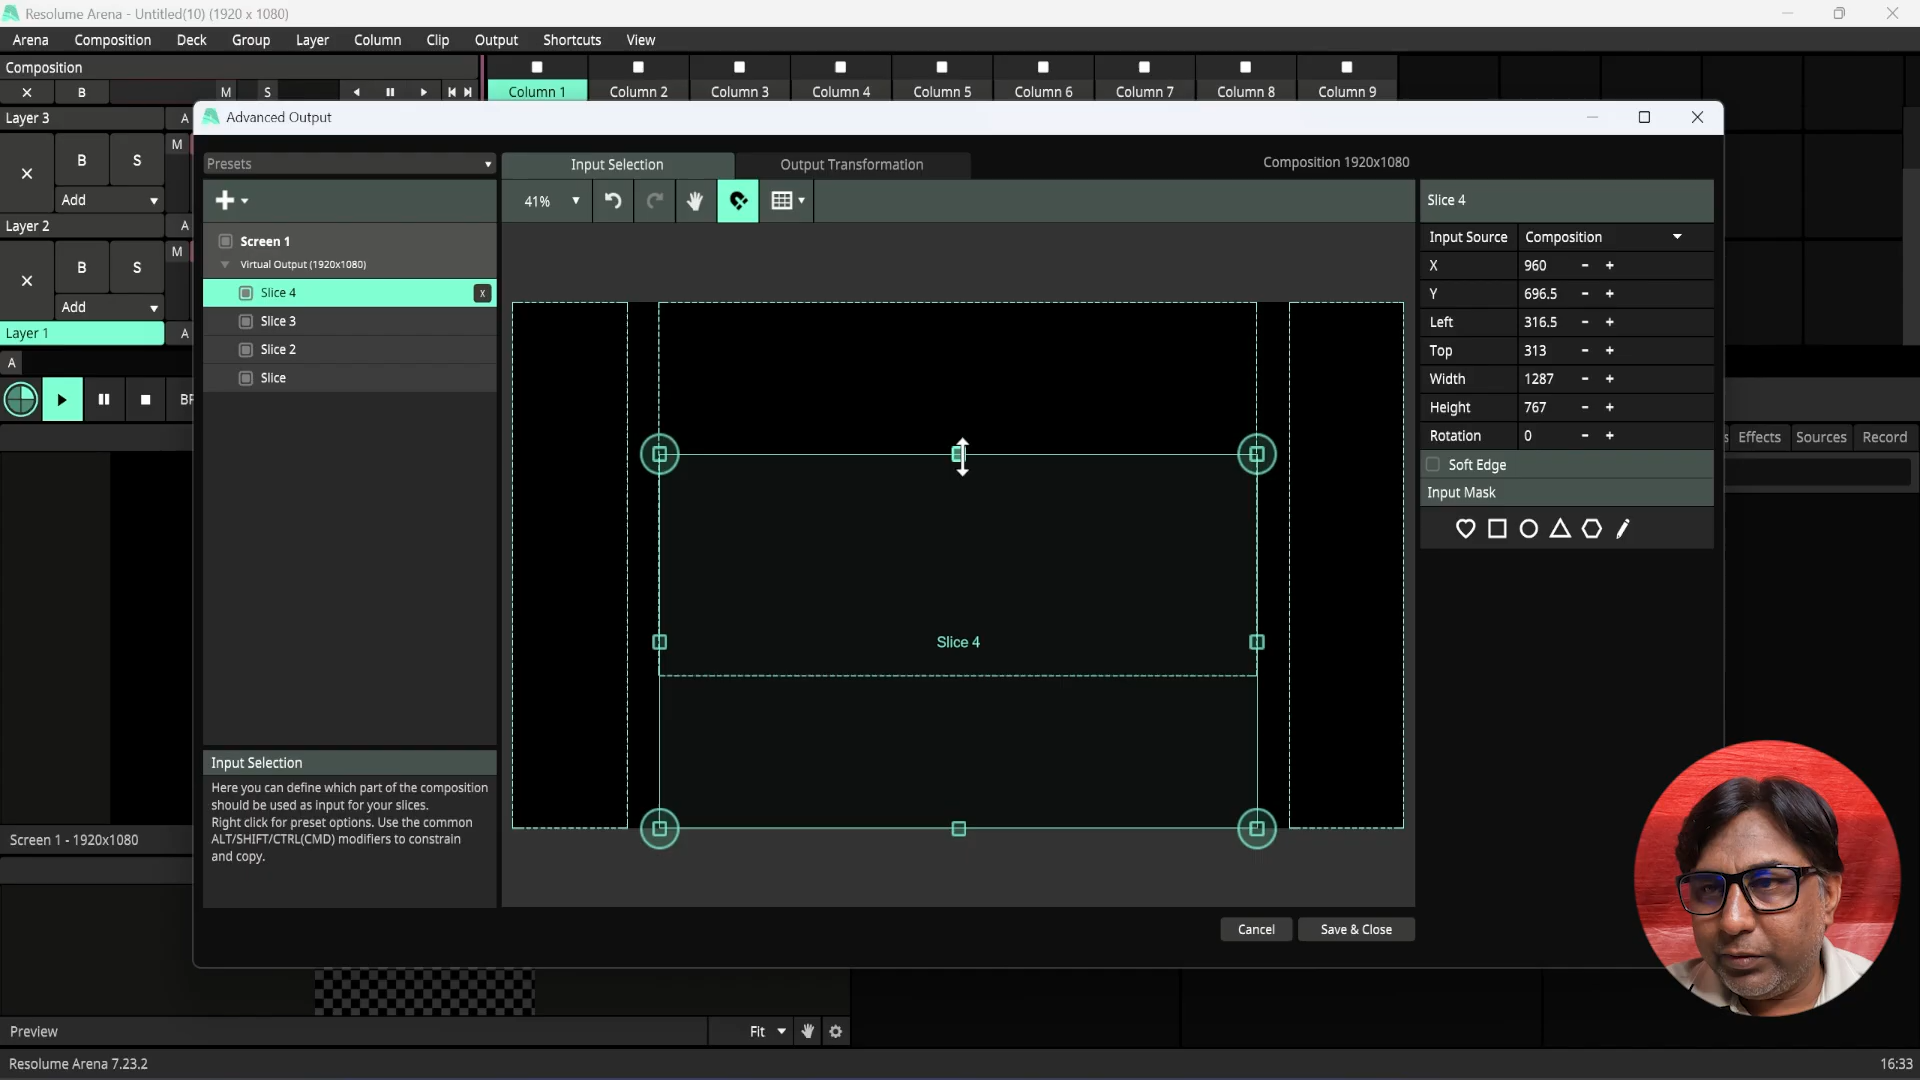 Resolume Arena - Untitled(10) (1920 x 1080)
Arena Composition Deck Group Layer Column Clip Output Shortcuts View
Composition
X B M S
Column 1 Column 2 Column 3 Column 4 Column 5 Column 6 Column 7 Column 8 Column 9
Layer 3 A
X B S M
Add
Layer 2 A
X B S M
Add
Layer 1 A
A
Advanced Output
Presets
Input Selection Output Transformation Composition 1920x1080
41%
Screen 1
Virtual Output (1920x1080)
Slice 4 X
Slice 3
Slice 2
Slice
Slice 4
Slice 4
Input Source Composition
X 960 - +
Y 696.5 - +
Left 316.5 - +
Top 313 - +
Width 1287 - +
Height 767 - +
Rotation 0 - +
Soft Edge
Input Mask
Effects Sources Record
Input Selection
Here you can define which part of the composition
should be used as input for your slices.
Right click for preset options. Use the common
ALT/SHIFT/CTRL(CMD) modifiers to constrain
and copy.
Cancel Save & Close
Screen 1 - 1920x1080
Preview Fit
Resolume Arena 7.23.2 16:33